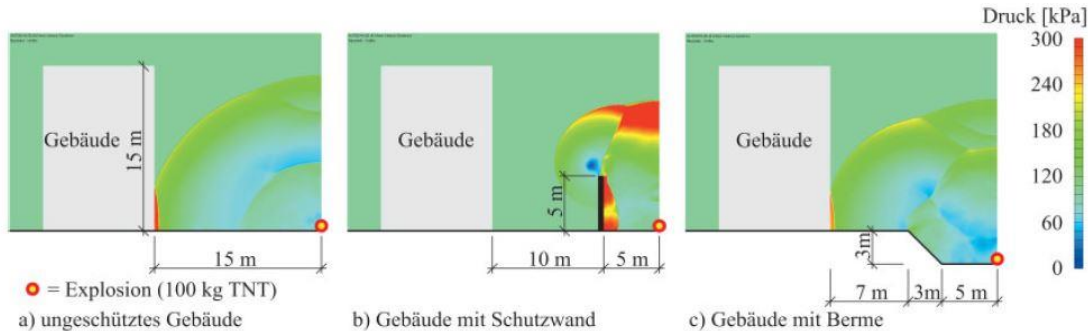 Druck [kPa]
300
240
180
120
60
0
Gebäude
15 m
15 m
Gebäude
5 m
10 m
5 m
Gebäude
3m
7 m
3m
5 m
= Explosion (100 kg TNT)
a) ungeschütztes Gebäude
b) Gebäude mit Schutzwand
c) Gebäude mit Berme